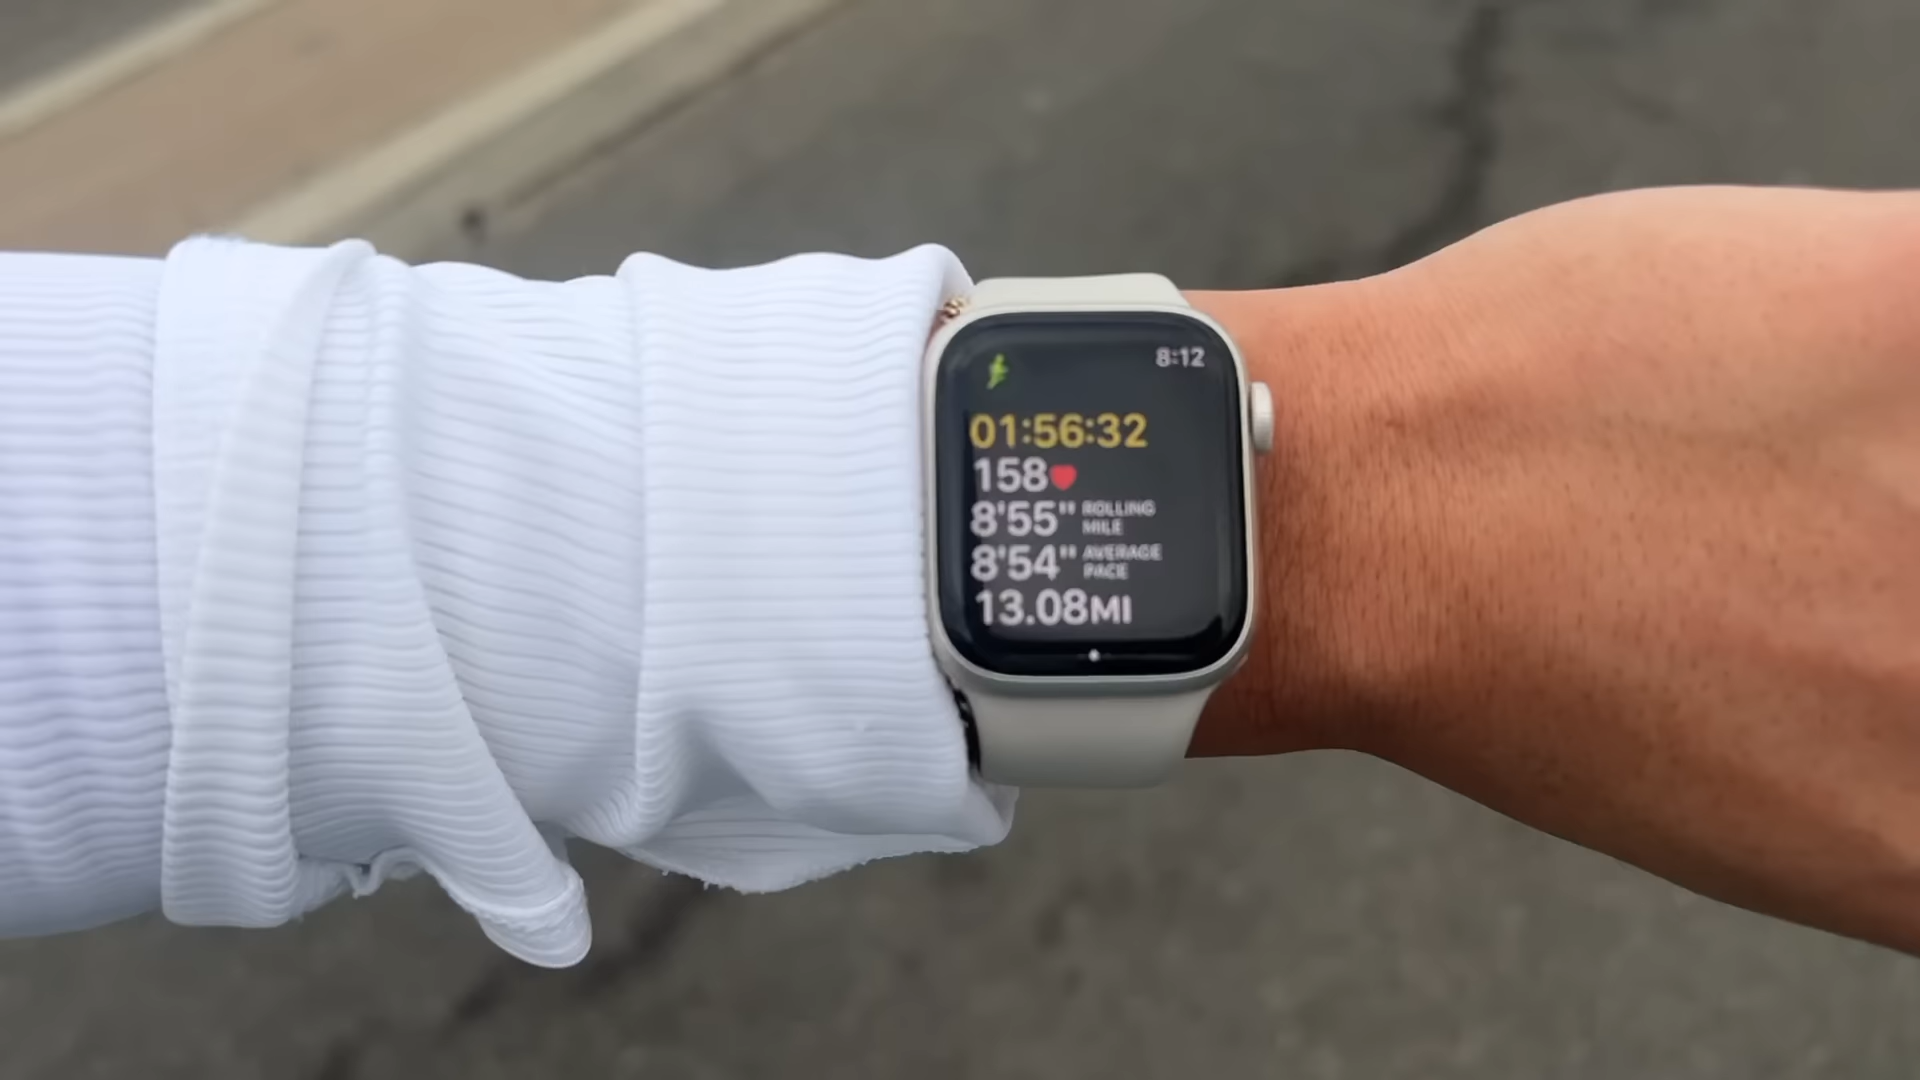 8:12
01:56:32
158
8'55" ROLLING
MILE
8'54" AVERAGE
PACE
13.08MI